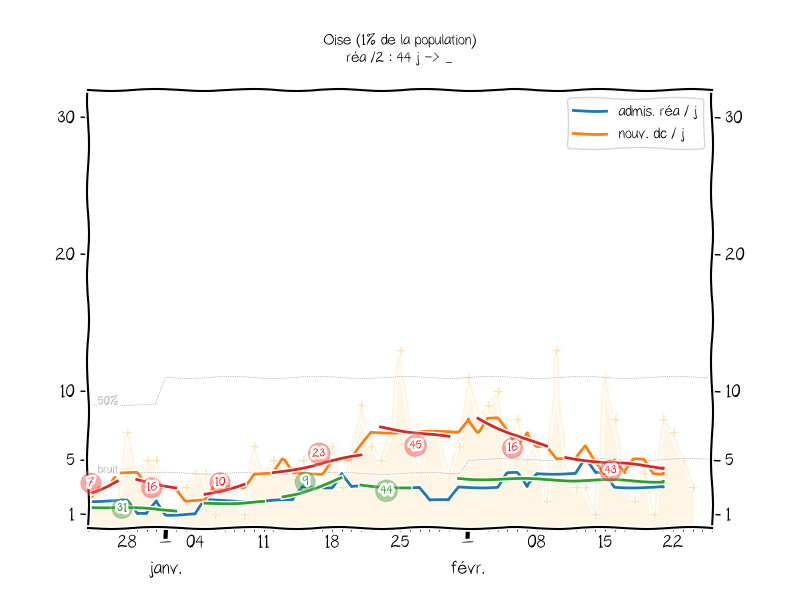 Oise (1% de la population)
réa /2 : 44 j -> _
30 30
admis. réa / j
nouv. dc / j
20 20
10 10
50%
5 5
bruit
1 1
7 31 16 10 23 9 44 45 16 43
28 04 11 18 25 08 15 22
janv. févr.